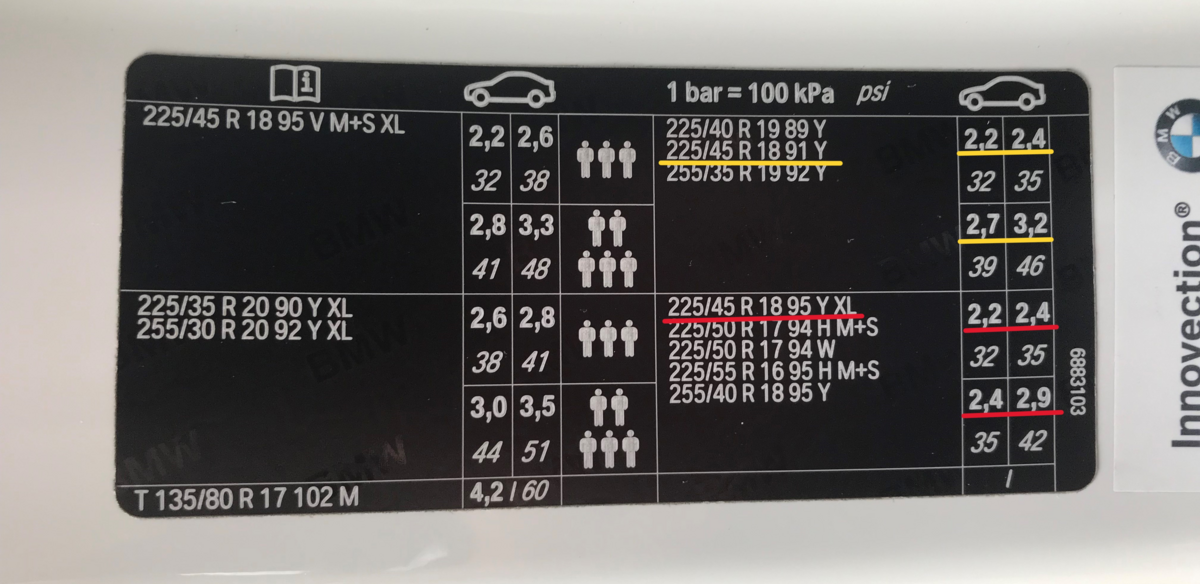 1 bar = 100 kPa psi
225/45 R 18 95 V M+S XL
2,2 2,6
32 38
2,8 3,3
41 48
225/40 R 19 89 Y
225/45 R 18 91 Y
255/35 R 19 92 Y
2,2 2,4
32 35
2,7 3,2
39 46
225/35 R 20 90 Y XL
255/30 R 20 92 Y XL
2,6 2,8
38 41
3,0 3,5
44 51
225/45 R 18 95 Y XL
225/50 R 17 94 H M+S
225/50 R 17 94 W
225/55 R 16 95 H M+S
255/40 R 18 95 Y
2,2 2,4
32 35
2,4 2,9
35 42
T 135/80 R 17 102 M
4,2 / 60
/
6883103
BMW
Innovection®